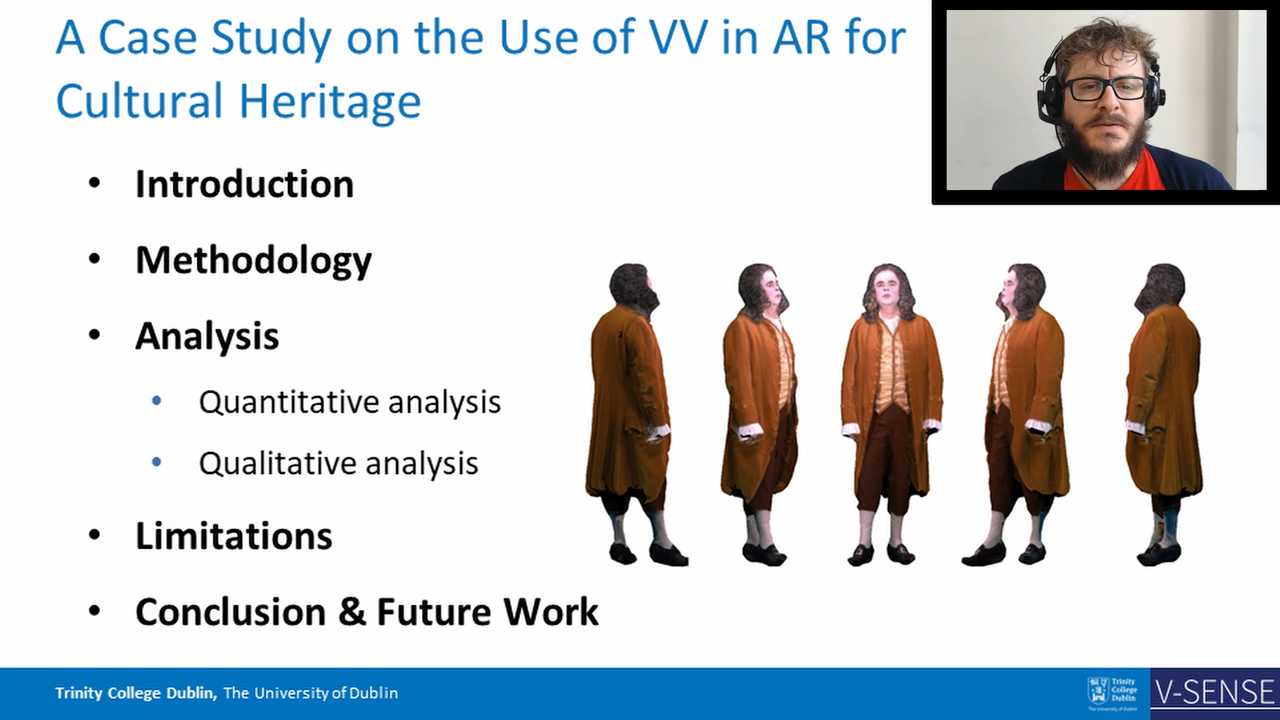 A Case Study on the Use of VV in AR for
Cultural Heritage
• Introduction
• Methodology
• Analysis
• Quantitative analysis
• Qualitative analysis
• Limitations
• Conclusion & Future Work
Trinity College Dublin, The University of Dublin
Trinity
College
Dublin
The University of Dublin
V-SENSE